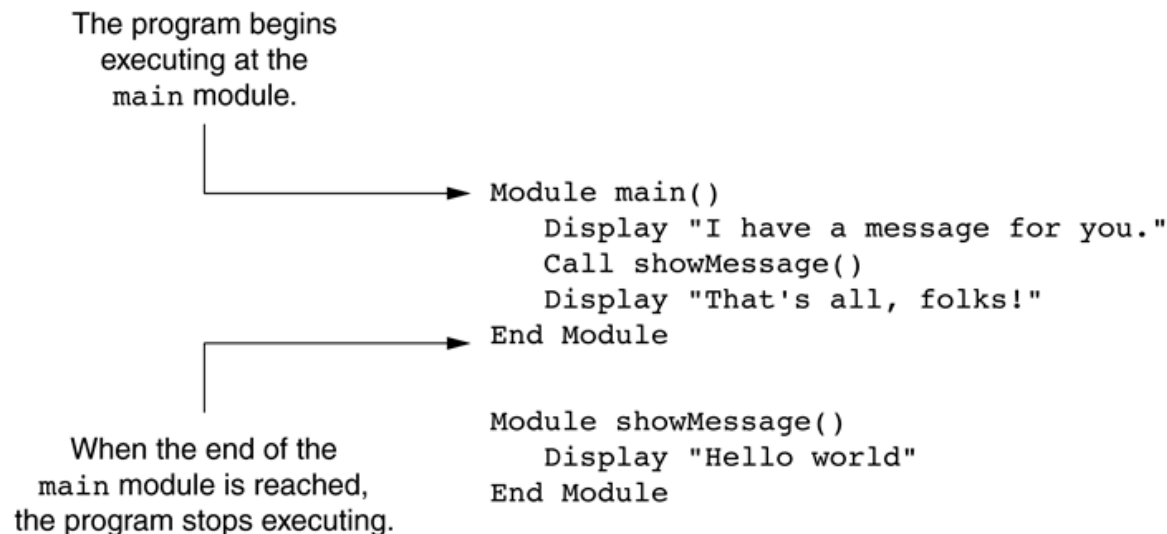 The program begins
executing at the
main module.
Module main()
Display "I have a message for you."
Call showMessage()
Display "That's all, folks!"
End Module
When the end of the
main module is reached,
the program stops executing.
Module showMessage()
Display "Hello world"
End Module